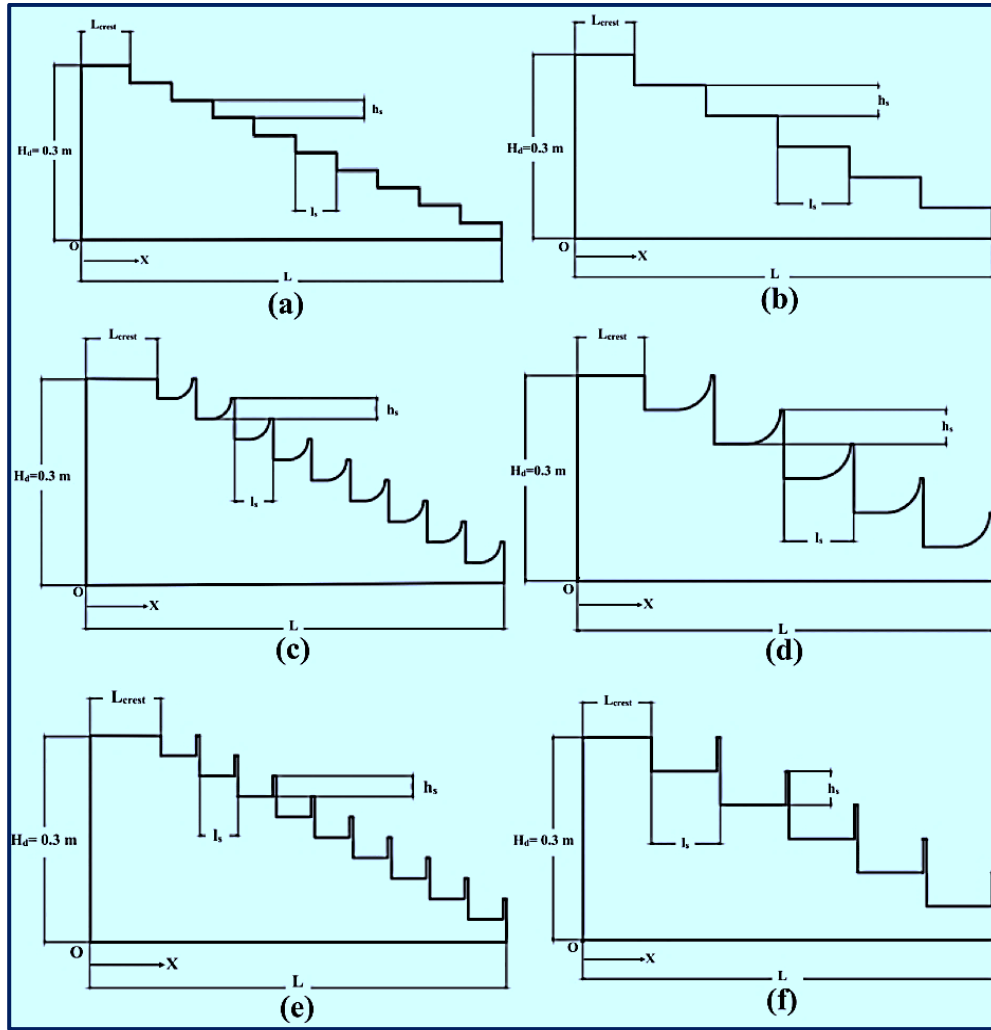 Lcrest
hs
Hd= 0.3 m
ls
O
X
L
(a)
Lcrest
hs
Hd=0.3 m
ls
O
X
L
(b)
Lcrest
hs
Hd=0.3 m
ls
O
X
L
(c)
Lcrest
hs
Hd=0.3 m
ls
O
X
L
(d)
Lcrest
hs
Hd= 0.3 m
ls
O
X
L
(e)
Lcrest
hs
Hd= 0.3 m
ls
O
X
L
(f)